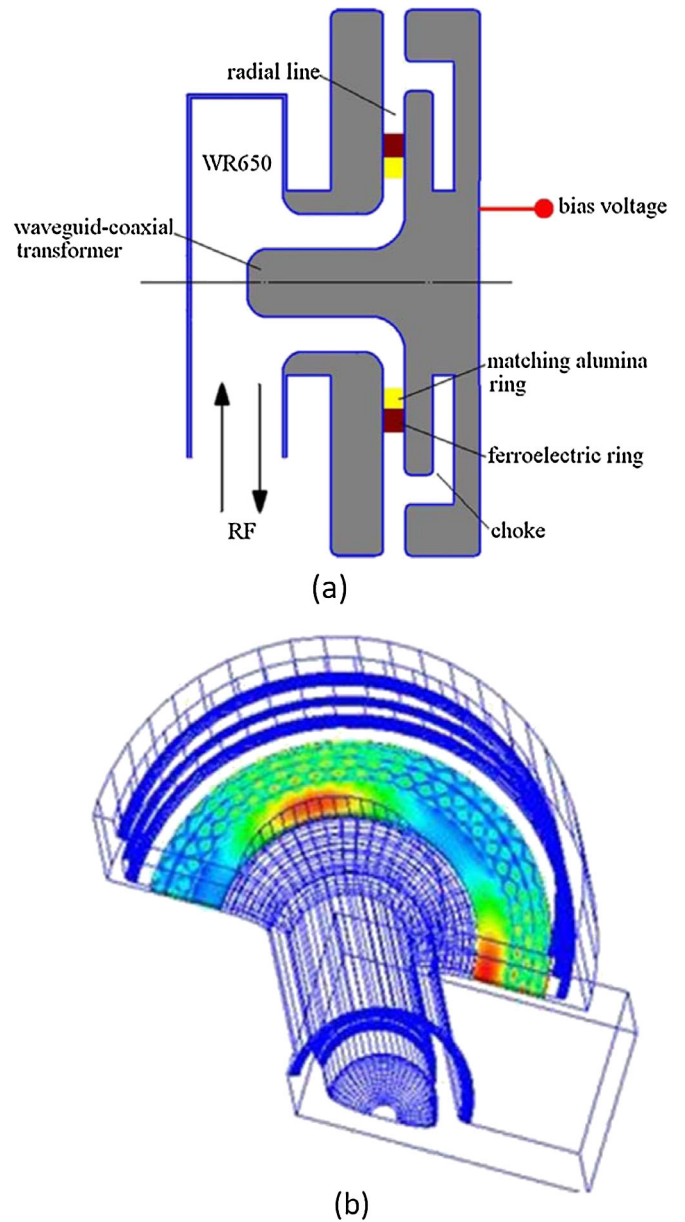 radial line
WR650
bias voltage
waveguid-coaxial
transformer
matching alumina
ring
ferroelectric ring
choke
RF
(a)
(b)